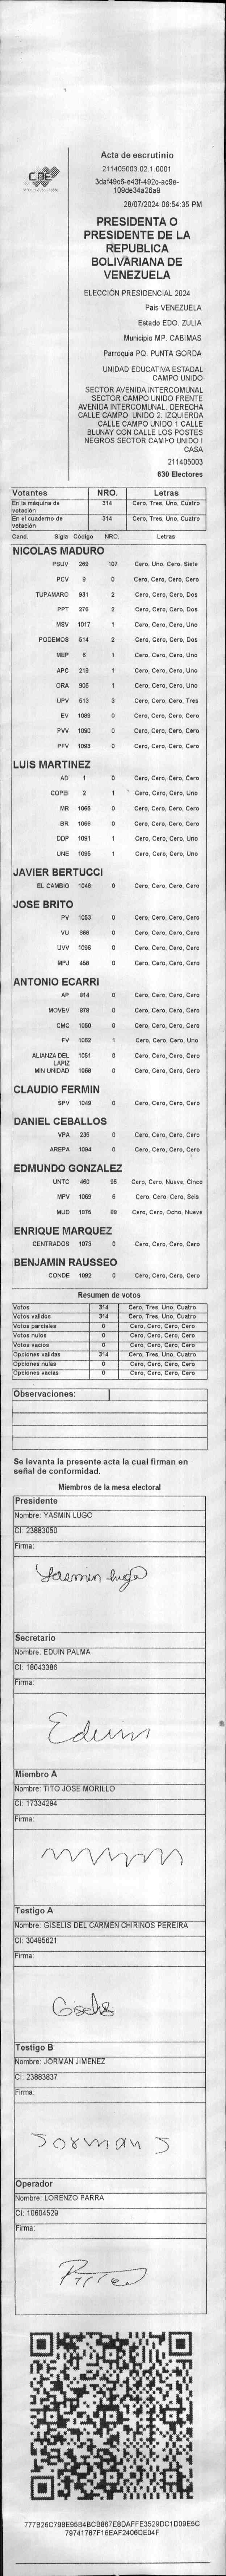 CNE
Acta de escrutinio
211405003.02.1.0001
3daf49c6-e43f-492c-ac9e-
109de34a26a9
28/07/2024 06:54:35 PM
PRESIDENTA O
PRESIDENTE DE LA
REPUBLICA
BOLIVARIANA DE
VENEZUELA
ELECCIÓN PRESIDENCIAL 2024
Pais VENEZUELA
Estado EDO. ZULIA
Municipio MP. CABIMAS
Parroquia PQ. PUNTA GORDA
UNIDAD EDUCATIVA ESTADAL
CAMPO UNIDO
SECTOR AVENIDA INTERCOMUNAL
SECTOR CAMPO UNIDO FRENTE
AVENIDA INTERCOMUNAL. DERECHA
CALLE CAMPO UNIDO 2. IZQUIERDA
CALLE CAMPO UNIDO 1 CALLE
BLUNAY CON CALLE LOS POSTES
NEGROS SECTOR CAMPO UNIDO I
CASA
211405003
630 Electores
Votantes NRO. Letras
En la máquina de votación 314 Cero, Tres, Uno, Cuatro
En el cuaderno de votación 314 Cero, Tres, Uno, Cuatro
Cand. Sigla Código NRO. Letras
NICOLAS MADURO
PSUV 269 107 Cero, Uno, Cero, Siete
PCV 9 0 Cero, Cero, Cero, Cero
TUPAMARO 931 2 Cero, Cero, Cero, Dos
PPT 276 2 Cero, Cero, Cero, Dos
MSV 1017 1 Cero, Cero, Cero, Uno
PODEMOS 514 2 Cero, Cero, Cero, Dos
MEP 6 1 Cero, Cero, Cero, Uno
APC 219 1 Cero, Cero, Cero, Uno
ORA 906 1 Cero, Cero, Cero, Uno
UPV 513 3 Cero, Cero, Cero, Tres
EV 1089 0 Cero, Cero, Cero, Cero
PVV 1090 0 Cero, Cero, Cero, Cero
PFV 1093 0 Cero, Cero, Cero, Cero
LUIS MARTINEZ
AD 1 0 Cero, Cero, Cero, Cero
COPEI 2 1 Cero, Cero, Cero, Uno
MR 1065 0 Cero, Cero, Cero, Cero
BR 1066 0 Cero, Cero, Cero, Cero
DDP 1091 1 Cero, Cero, Cero, Uno
UNE 1095 1 Cero, Cero, Cero, Uno
JAVIER BERTUCCI
EL CAMBIO 1048 0 Cero, Cero, Cero, Cero
JOSE BRITO
PV 1053 0 Cero, Cero, Cero, Cero
VU 868 0 Cero, Cero, Cero, Cero
UVV 1096 0 Cero, Cero, Cero, Cero
MPJ 458 0 Cero, Cero, Cero, Cero
ANTONIO ECARRI
AP 814 0 Cero, Cero, Cero, Cero
MOVEV 878 0 Cero, Cero, Cero, Cero
CMC 1050 0 Cero, Cero, Cero, Cero
FV 1062 1 Cero, Cero, Cero, Uno
ALIANZA DEL LAPIZ 1051 0 Cero, Cero, Cero, Cero
MIN UNIDAD 1058 0 Cero, Cero, Cero, Cero
CLAUDIO FERMIN
SPV 1049 0 Cero, Cero, Cero, Cero
DANIEL CEBALLOS
VPA 236 0 Cero, Cero, Cero, Cero
AREPA 1094 0 Cero, Cero, Cero, Cero
EDMUNDO GONZALEZ
UNTC 460 95 Cero, Cero, Nueve, Cinco
MPV 1069 6 Cero, Cero, Cero, Seis
MUD 1075 89 Cero, Cero, Ocho, Nueve
ENRIQUE MARQUEZ
CENTRADOS 1073 0 Cero, Cero, Cero, Cero
BENJAMIN RAUSSEO
CONDE 1092 0 Cero, Cero, Cero, Cero
Resumen de votos
Votos 314 Cero, Tres, Uno, Cuatro
Votos validos 314 Cero, Tres, Uno, Cuatro
Votos parciales 0 Cero, Cero, Cero, Cero
Votos nulos 0 Cero, Cero, Cero, Cero
Votos vacios 0 Cero, Cero, Cero, Cero
Opciones validas 314 Cero, Tres, Uno, Cuatro
Opciones nulas 0 Cero, Cero, Cero, Cero
Opciones vacias 0 Cero, Cero, Cero, Cero
Observaciones:
Se levanta la presente acta la cual firman en
señal de conformidad.
Miembros de la mesa electoral
Presidente
Nombre: YASMIN LUGO
CI: 23883050
Firma:
Yasmin Lugo
Secretario
Nombre: EDUIN PALMA
CI: 18043386
Firma:
Eduin
Miembro A
Nombre: TITO JOSE MORILLO
CI: 17334294
Firma:
Testigo A
Nombre: GISELIS DEL CARMEN CHIRINOS PEREIRA
CI: 30495621
Firma:
Giselis
Testigo B
Nombre: JORMAN JIMENEZ
CI: 23883837
Firma:
Jorman J
Operador
Nombre: LORENZO PARRA
CI: 10604529
Firma:
777B26C798E95B4BCB867E8DAFFE3529DC1D09E5C
79741787F16EAF2406DE04F